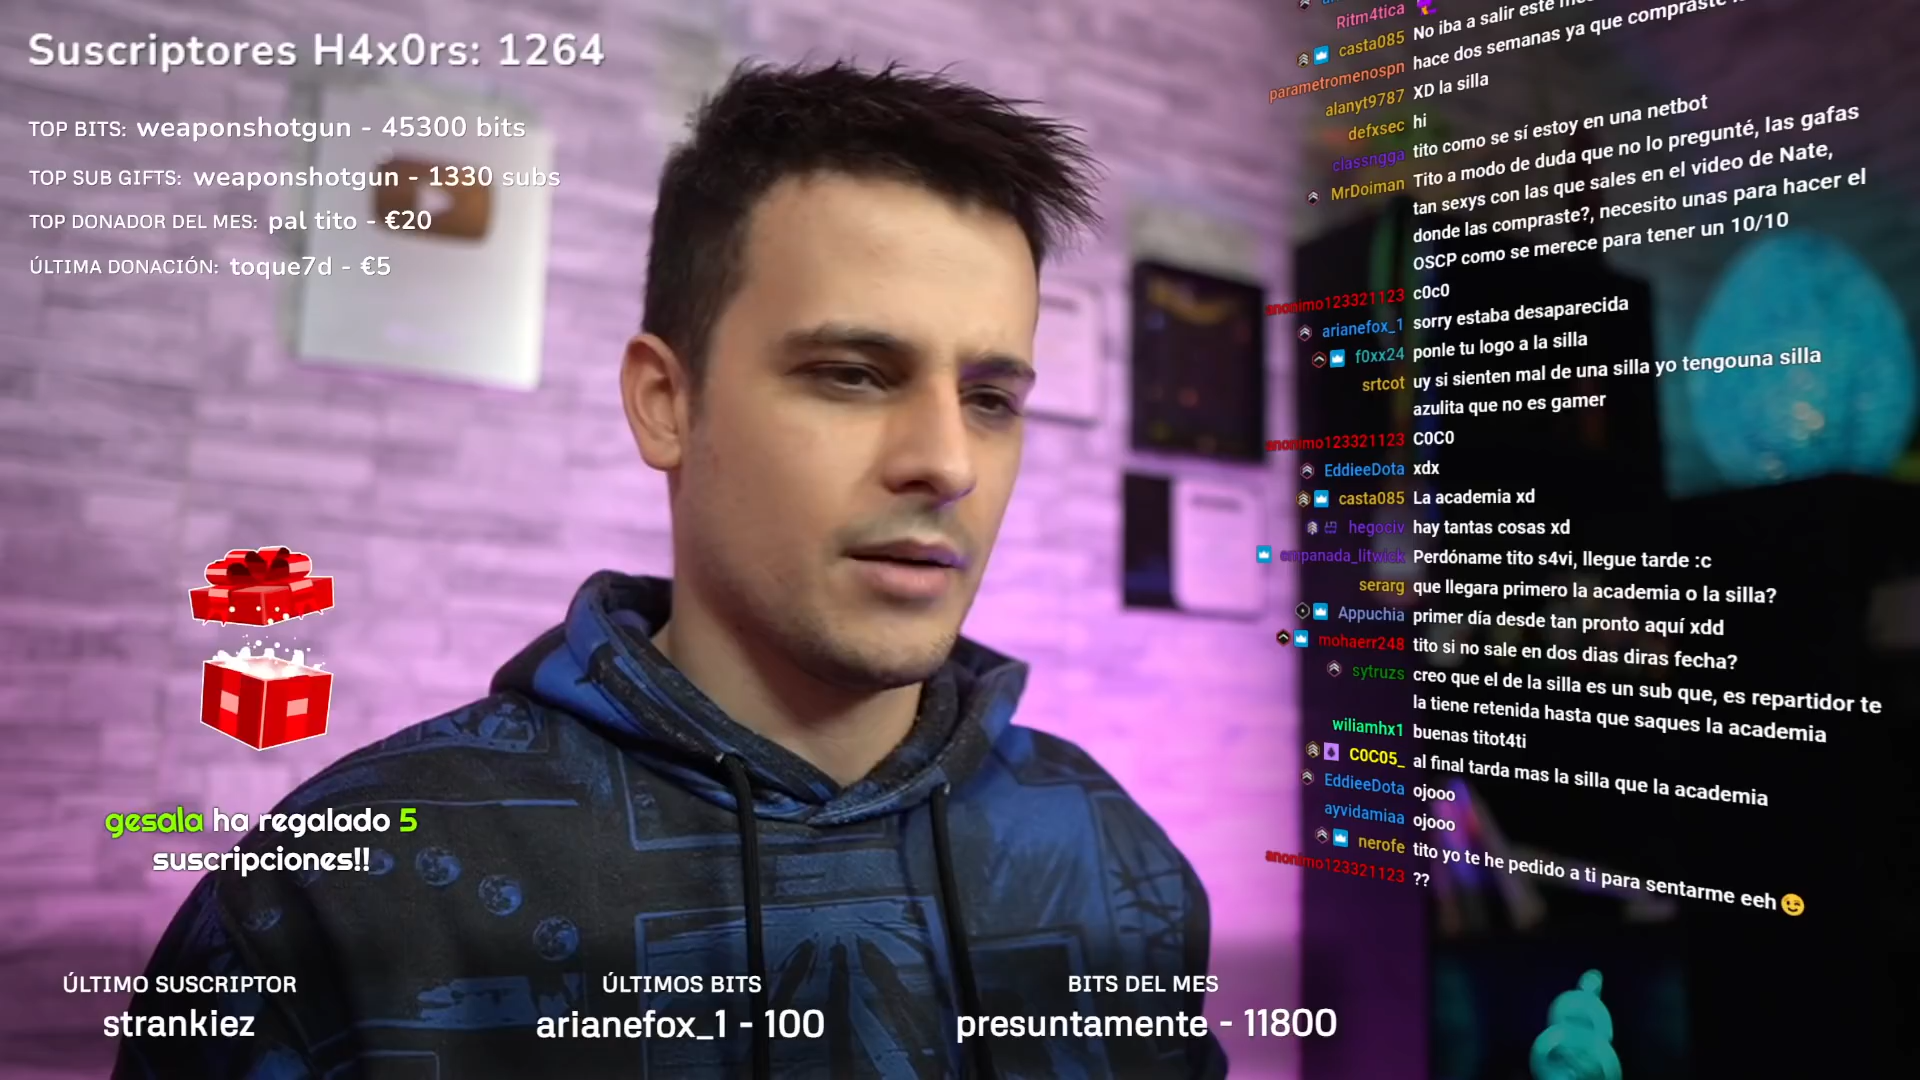 Suscriptores H4x0rs: 1264
TOP BITS: weaponshotgun - 45300 bits
TOP SUB GIFTS: weaponshotgun - 1330 subs
TOP DONADOR DEL MES: pal tito - €20
ÚLTIMA DONACIÓN: toque7d - €5
gesala ha regalado 5
suscripciones!!
ÚLTIMO SUSCRIPTOR
strankiez
ÚLTIMOS BITS
arianefox_1 - 100
BITS DEL MES
presuntamente - 11800
Ritm4tica
casta085 No iba a salir este
parametromenospn hace dos semanas ya que compraste
alanyt9787 XD la silla
defxsec hi
classngga tito como se sí estoy en una netbot
MrDoiman Tito a modo de duda que no lo pregunté, las gafas
tan sexys con las que sales en el video de Nate,
donde las compraste?, necesito unas para hacer el
OSCP como se merece para tener un 10/10
anonimo123321123 c0c0
arianefox_1 sorry estaba desaparecida
f0xx24 ponle tu logo a la silla
srtcot uy si sienten mal de una silla yo tengouna silla
azulita que no es gamer
anonimo123321123 C0C0
EddieeDota xdx
casta085 La academia xd
hegociv hay tantas cosas xd
empanada_litwick Perdóname tito s4vi, llegue tarde :c
serarg que llegara primero la academia o la silla?
Appuchia primer día desde tan pronto aquí xdd
mohaerr248 tito si no sale en dos dias diras fecha?
sytruzs creo que el de la silla es un sub que, es repartidor te
la tiene retenida hasta que saques la academia
wiliamhx1 buenas titot4ti
C0C05_ al final tarda mas la silla que la academia
EddieeDota ojooo
ayvidamiaa ojooo
nerofe tito yo te he pedido a ti para sentarme eeh 😉
anonimo123321123 ??